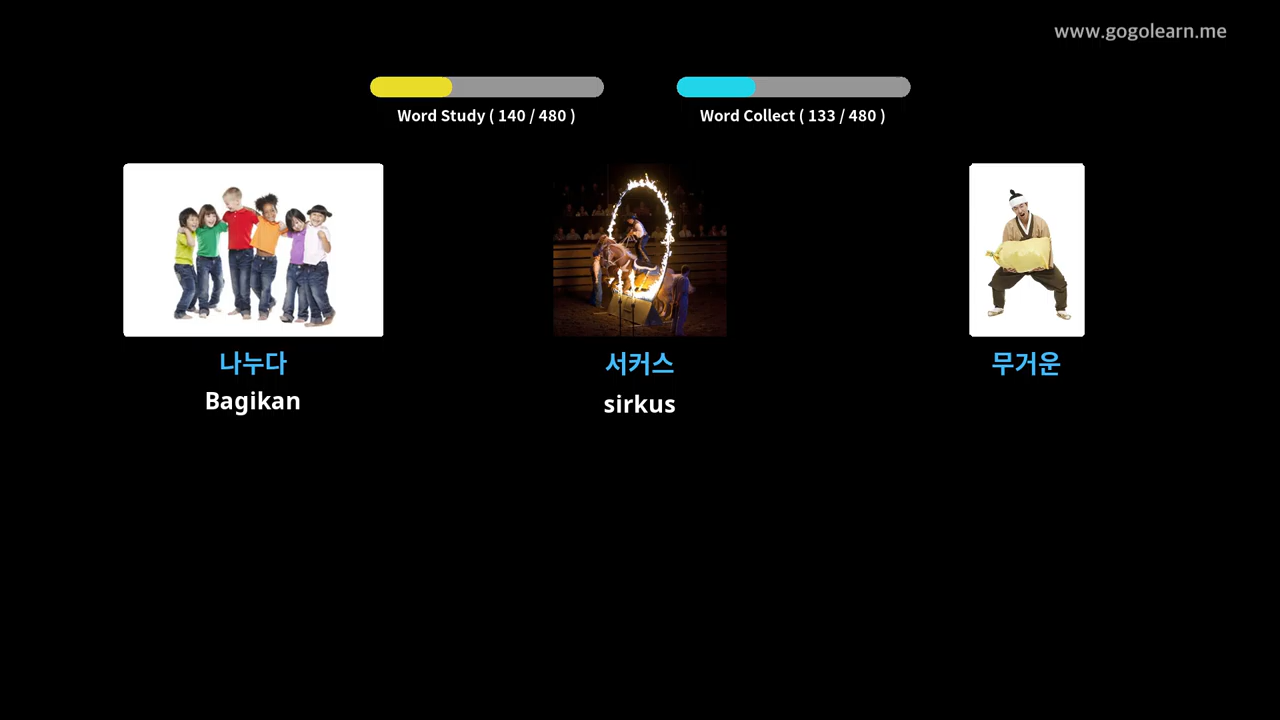 www.gogolearn.me
Word Study ( 140 / 480 )
Word Collect ( 133 / 480 )
나누다
서커스
무거운
Bagikan
sirkus